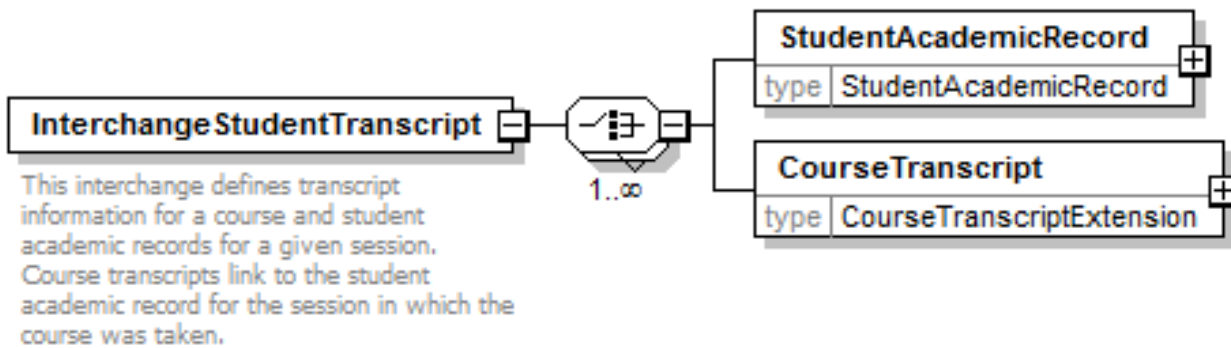 InterchangeStudentTranscript
This interchange defines transcript
information for a course and student
academic records for a given session.
Course transcripts link to the student
academic record for the session in which the
course was taken.
1..∞
StudentAcademicRecord
type StudentAcademicRecord
CourseTranscript
type CourseTranscriptExtension